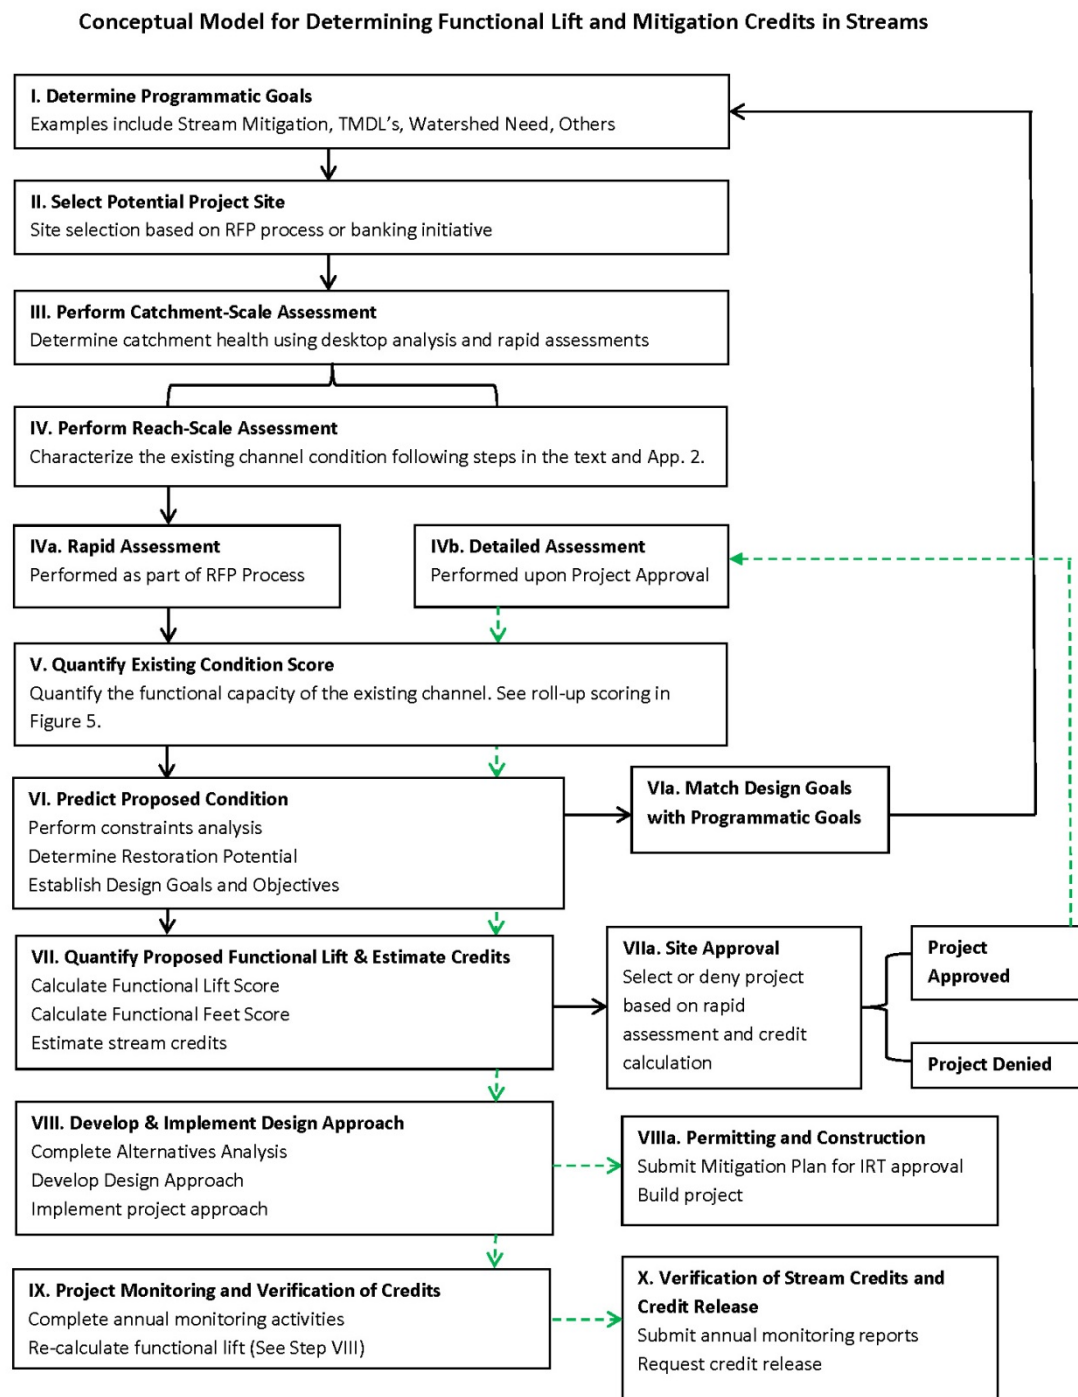 Conceptual Model for Determining Functional Lift and Mitigation Credits in Streams
I. Determine Programmatic Goals
Examples include Stream Mitigation, TMDL's, Watershed Need, Others
II. Select Potential Project Site
Site selection based on RFP process or banking initiative
III. Perform Catchment-Scale Assessment
Determine catchment health using desktop analysis and rapid assessments
IV. Perform Reach-Scale Assessment
Characterize the existing channel condition following steps in the text and App. 2.
IVa. Rapid Assessment
Performed as part of RFP Process
IVb. Detailed Assessment
Performed upon Project Approval
V. Quantify Existing Condition Score
Quantify the functional capacity of the existing channel. See roll-up scoring in
Figure 5.
VI. Predict Proposed Condition
Perform constraints analysis
Determine Restoration Potential
Establish Design Goals and Objectives
VIa. Match Design Goals
with Programmatic Goals
VII. Quantify Proposed Functional Lift & Estimate Credits
Calculate Functional Lift Score
Calculate Functional Feet Score
Estimate stream credits
VIIa. Site Approval
Select or deny project
based on rapid
assessment and credit
calculation
Project
Approved
Project Denied
VIII. Develop & Implement Design Approach
Complete Alternatives Analysis
Develop Design Approach
Implement project approach
VIIIa. Permitting and Construction
Submit Mitigation Plan for IRT approval
Build project
IX. Project Monitoring and Verification of Credits
Complete annual monitoring activities
Re-calculate functional lift (See Step VIII)
X. Verification of Stream Credits and
Credit Release
Submit annual monitoring reports
Request credit release